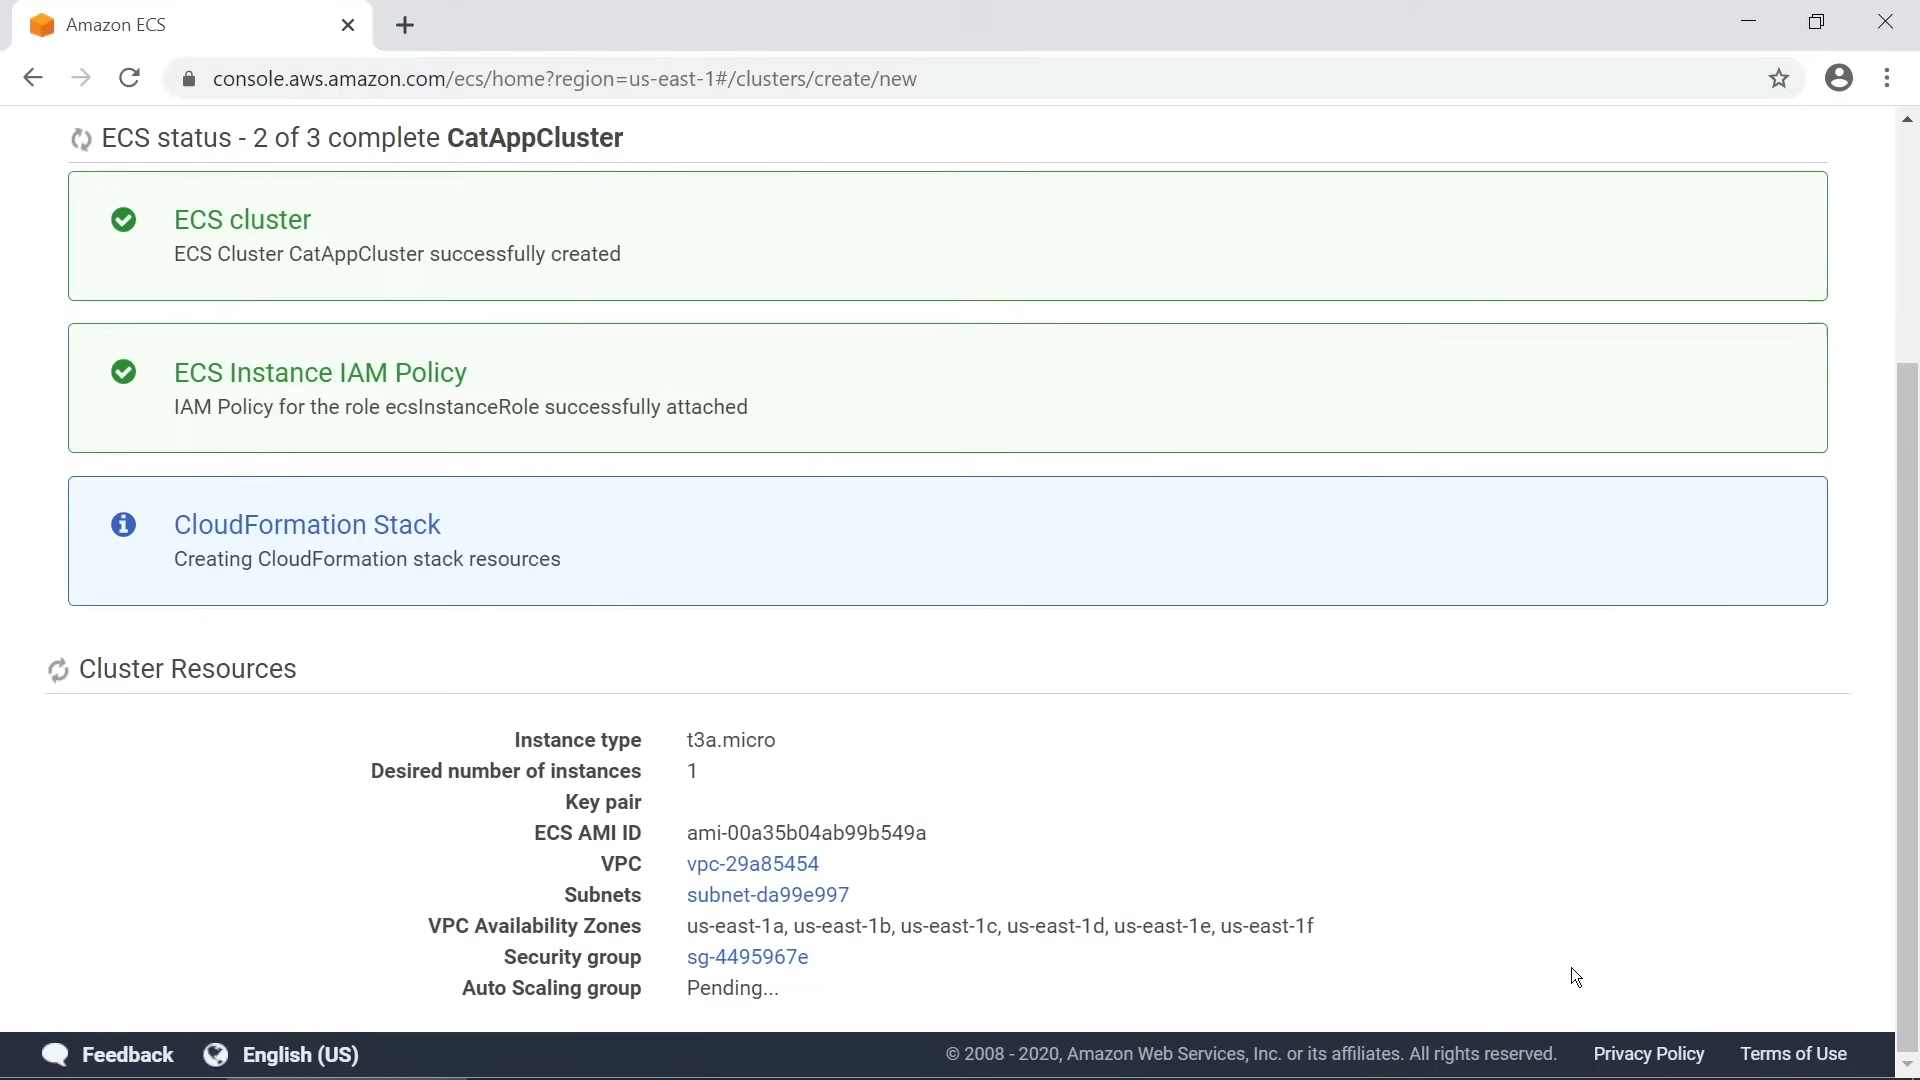 Amazon ECS
console.aws.amazon.com/ecs/home?region=us-east-1#/clusters/create/new
ECS status - 2 of 3 complete CatAppCluster
ECS cluster
ECS Cluster CatAppCluster successfully created
ECS Instance IAM Policy
IAM Policy for the role ecsInstanceRole successfully attached
CloudFormation Stack
Creating CloudFormation stack resources
Cluster Resources
Instance type t3a.micro
Desired number of instances 1
Key pair
ECS AMI ID ami-00a35b04ab99b549a
VPC vpc-29a85454
Subnets subnet-da99e997
VPC Availability Zones us-east-1a, us-east-1b, us-east-1c, us-east-1d, us-east-1e, us-east-1f
Security group sg-4495967e
Auto Scaling group Pending...
Feedback English (US) © 2008 - 2020, Amazon Web Services, Inc. or its affiliates. All rights reserved. Privacy Policy Terms of Use